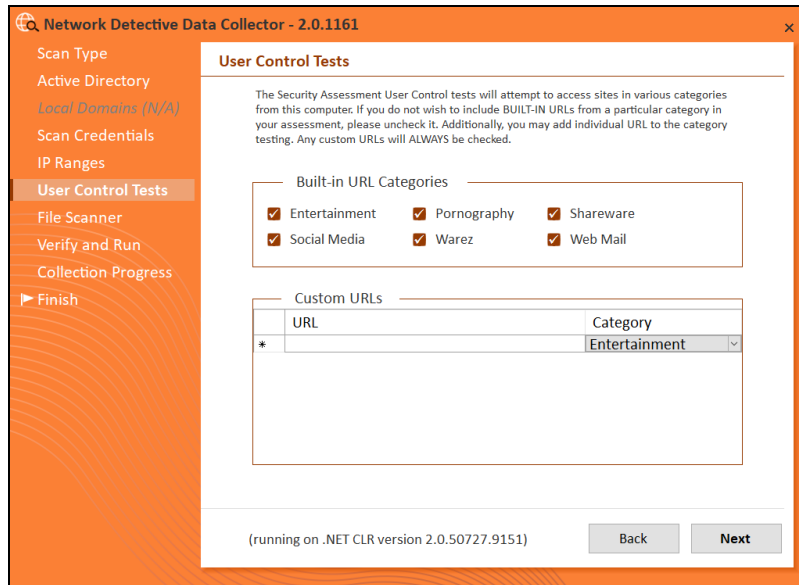 Network Detective Data Collector - 2.0.1161
Scan Type
Active Directory
Local Domains (N/A)
Scan Credentials
IP Ranges
User Control Tests
File Scanner
Verify and Run
Collection Progress
Finish
User Control Tests
The Security Assessment User Control tests will attempt to access sites in various categories
from this computer. If you do not wish to include BUILT-IN URLs from a particular category in
your assessment, please uncheck it. Additionally, you may add individual URL to the category
testing. Any custom URLs will ALWAYS be checked.
Built-in URL Categories
Entertainment Pornography Shareware
Social Media Warez Web Mail
Custom URLs
URL Category
* Entertainment
(running on .NET CLR version 2.0.50727.9151) Back Next